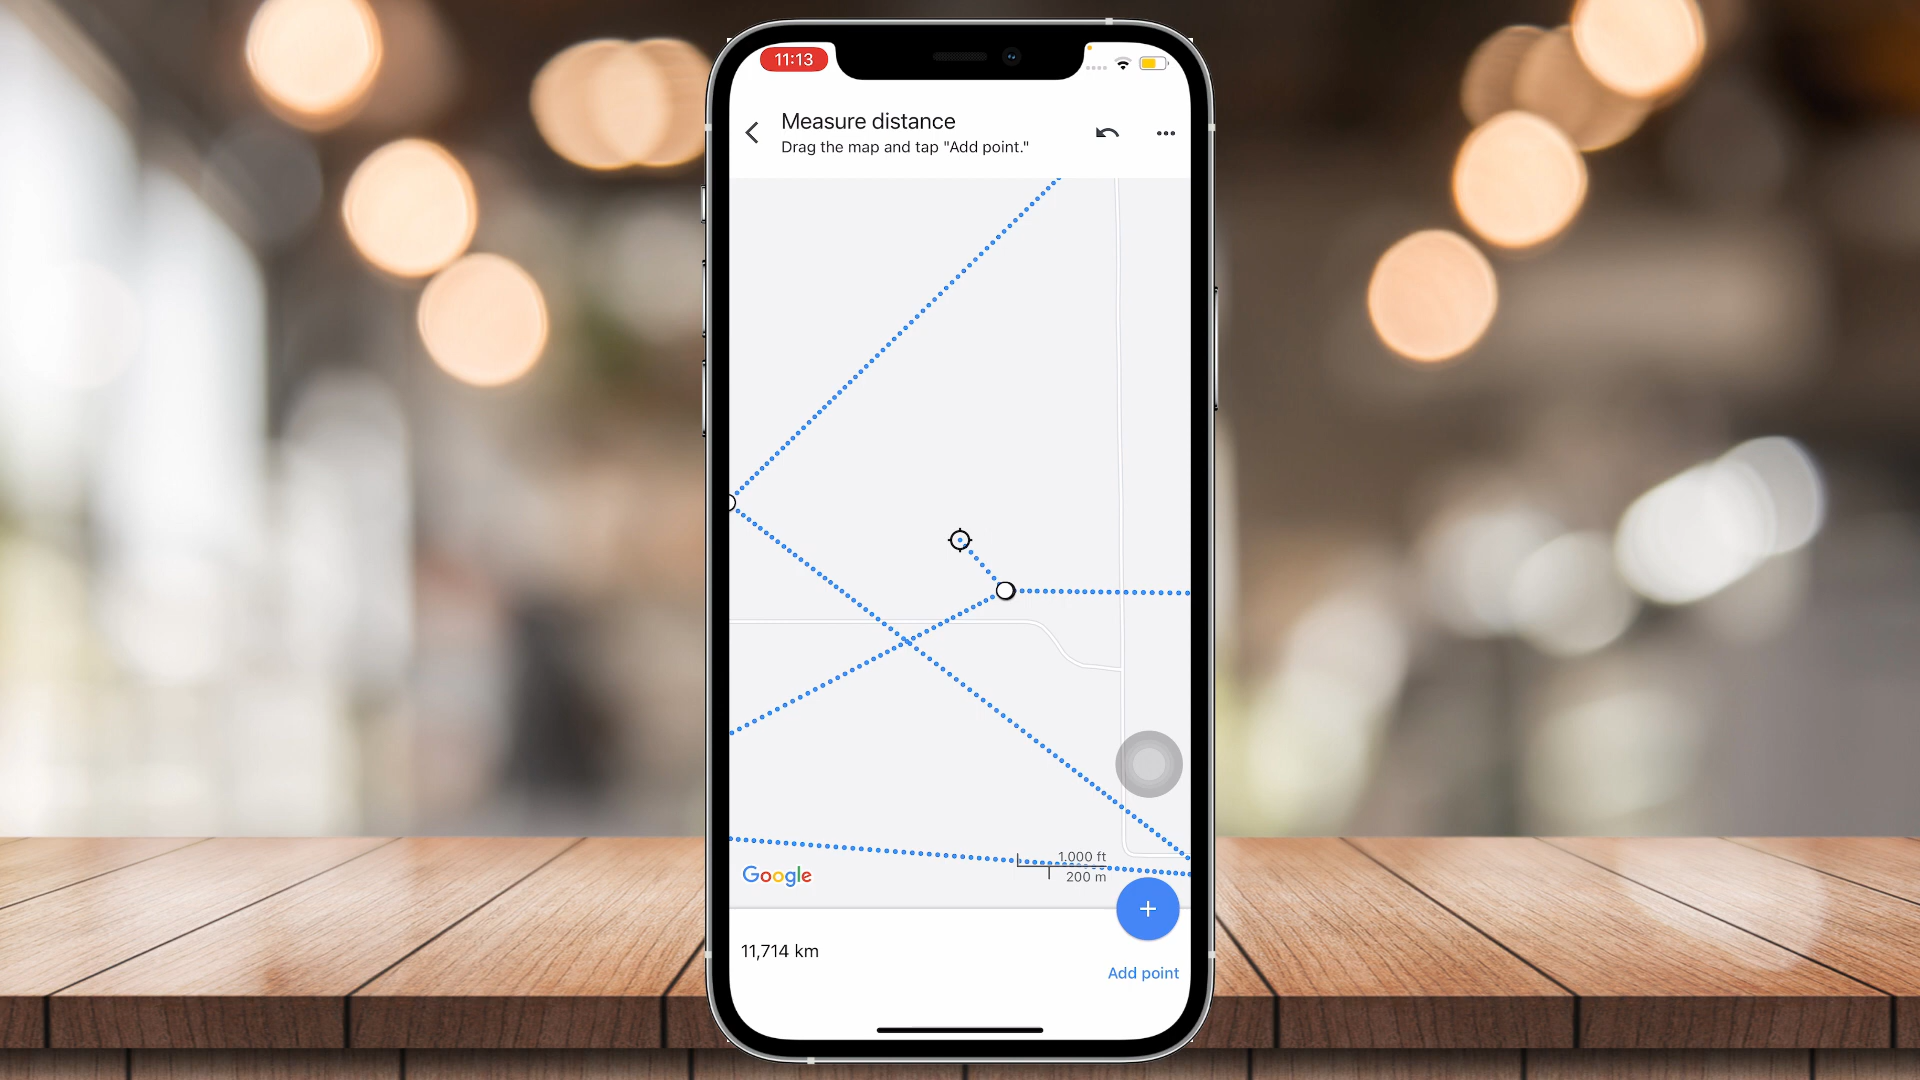 11:13
Measure distance
Drag the map and tap "Add point."
1,000 ft
200 m
Google
11,714 km
Add point